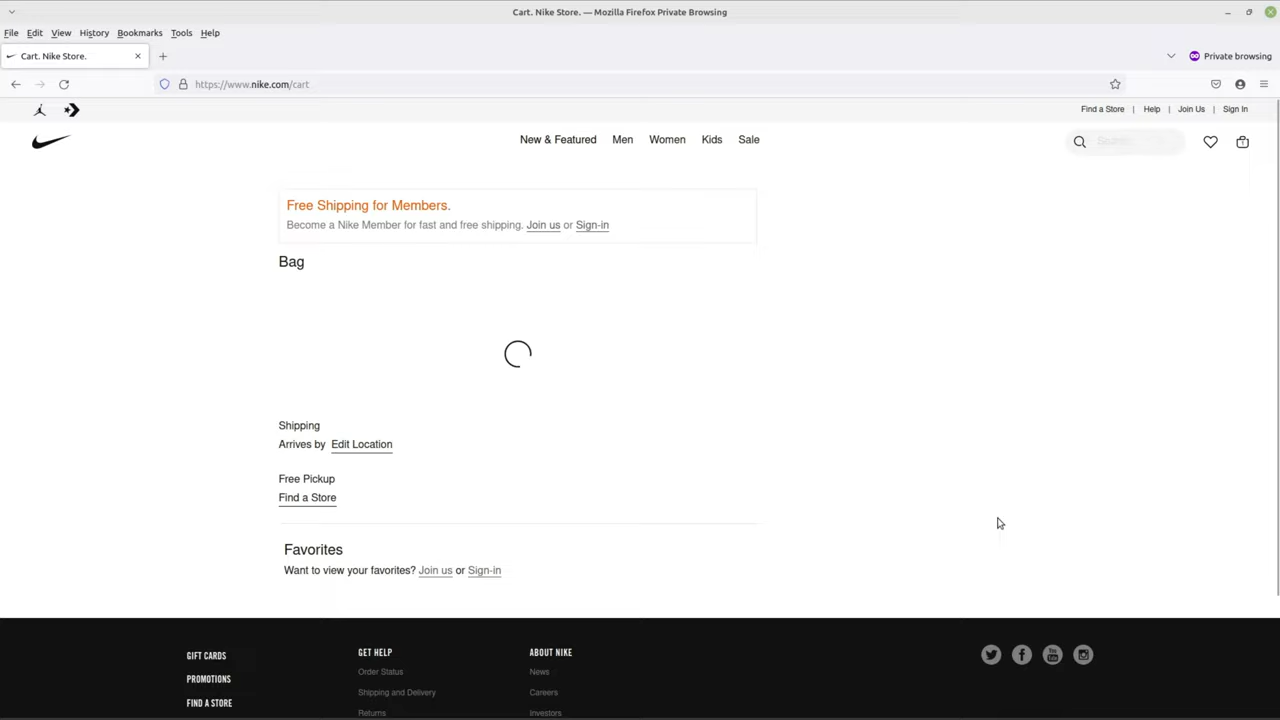 Cart. Nike Store. — Mozilla Firefox Private Browsing
File Edit View History Bookmarks Tools Help
Cart. Nike Store.
Private browsing
https://www.nike.com/cart
Find a Store | Help | Join Us | Sign In
New & Featured Men Women Kids Sale
Search
Free Shipping for Members.
Become a Nike Member for fast and free shipping. Join us or Sign-in
Bag
Shipping
Arrives by Edit Location
Free Pickup
Find a Store
Favorites
Want to view your favorites? Join us or Sign-in
GIFT CARDS
PROMOTIONS
FIND A STORE
GET HELP
Order Status
Shipping and Delivery
Returns
ABOUT NIKE
News
Careers
Investors
You
Tube